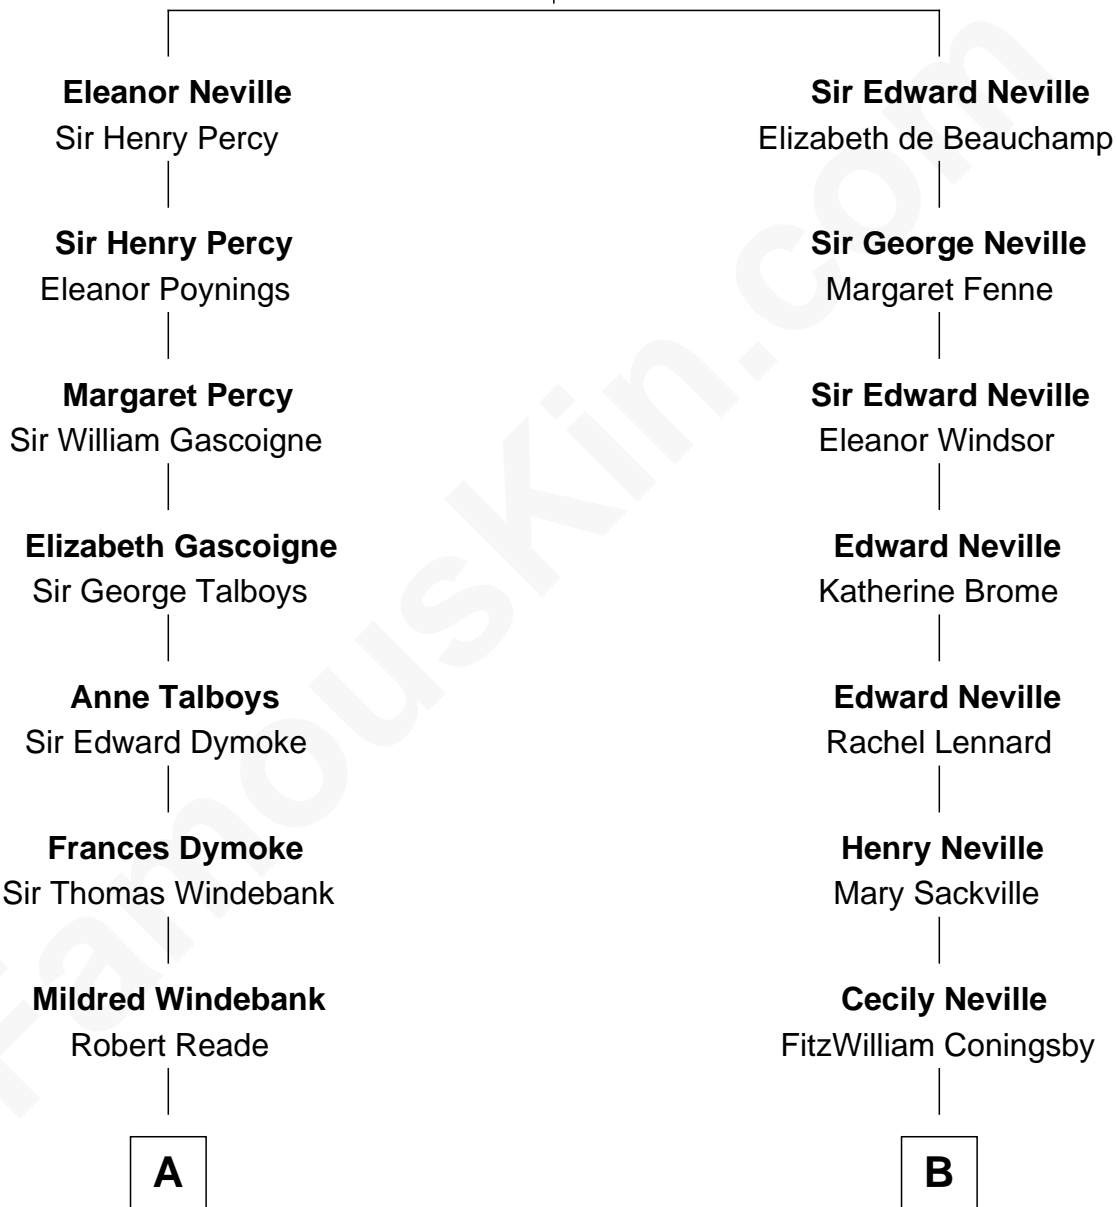 Eleanor Neville
Sir Henry Percy
Sir Henry Percy
Eleanor Poynings
Margaret Percy
Sir William Gascoigne
Elizabeth Gascoigne
Sir George Talboys
Anne Talboys
Sir Edward Dymoke
Frances Dymoke
Sir Thomas Windebank
Mildred Windebank
Robert Reade
A
Sir Edward Neville
Elizabeth de Beauchamp
Sir George Neville
Margaret Fenne
Sir Edward Neville
Eleanor Windsor
Edward Neville
Katherine Brome
Edward Neville
Rachel Lennard
Henry Neville
Mary Sackville
Cecily Neville
FitzWilliam Coningsby
B
FamousKin.com